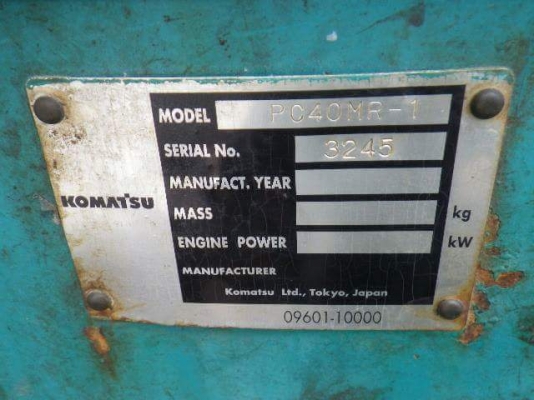 MODEL PC40MR-1
SERIAL No. 3245
MANUFACT. YEAR
KOMATSU
MASS kg
ENGINE POWER kW
MANUFACTURER
Komatsu Ltd., Tokyo, Japan
09601-10000